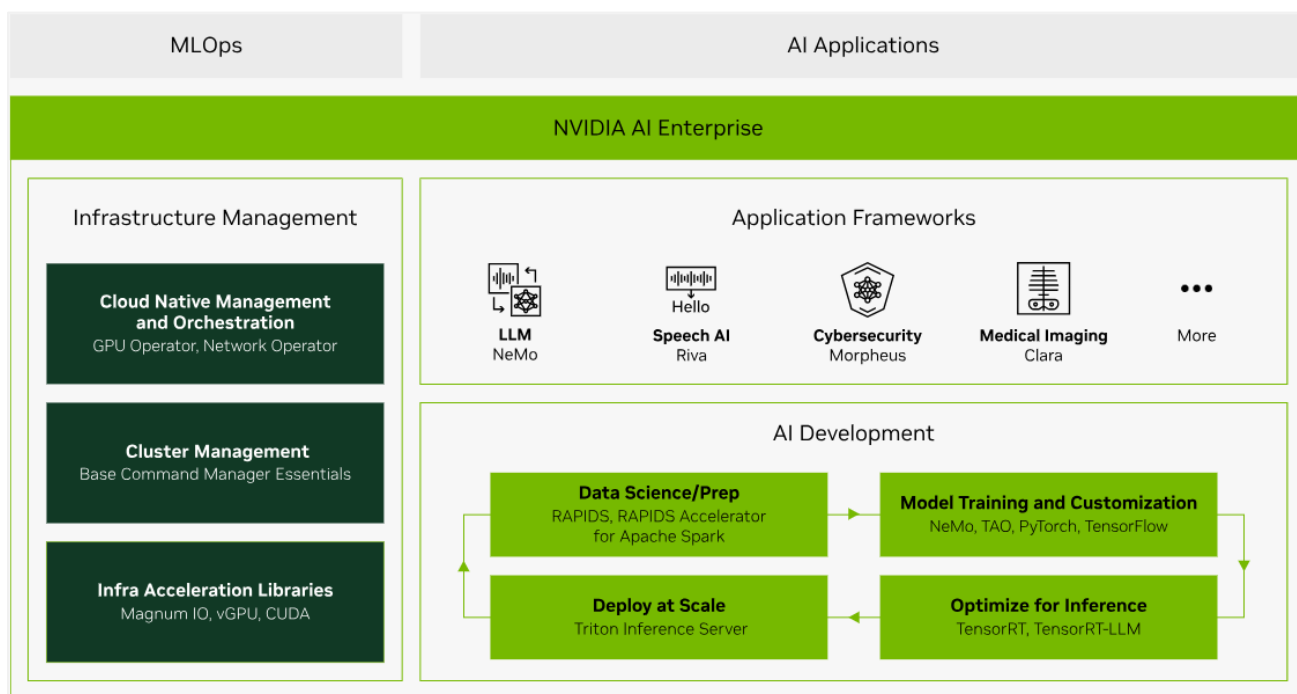 MLOps
AI Applications
NVIDIA AI Enterprise
Infrastructure Management
Cloud Native Management
and Orchestration
GPU Operator, Network Operator
Cluster Management
Base Command Manager Essentials
Infra Acceleration Libraries
Magnum IO, vGPU, CUDA
Application Frameworks
LLM
NeMo
Hello
Speech AI
Riva
Cybersecurity
Morpheus
Medical Imaging
Clara
More
AI Development
Data Science/Prep
RAPIDS, RAPIDS Accelerator
for Apache Spark
Model Training and Customization
NeMo, TAO, PyTorch, TensorFlow
Deploy at Scale
Triton Inference Server
Optimize for Inference
TensorRT, TensorRT-LLM